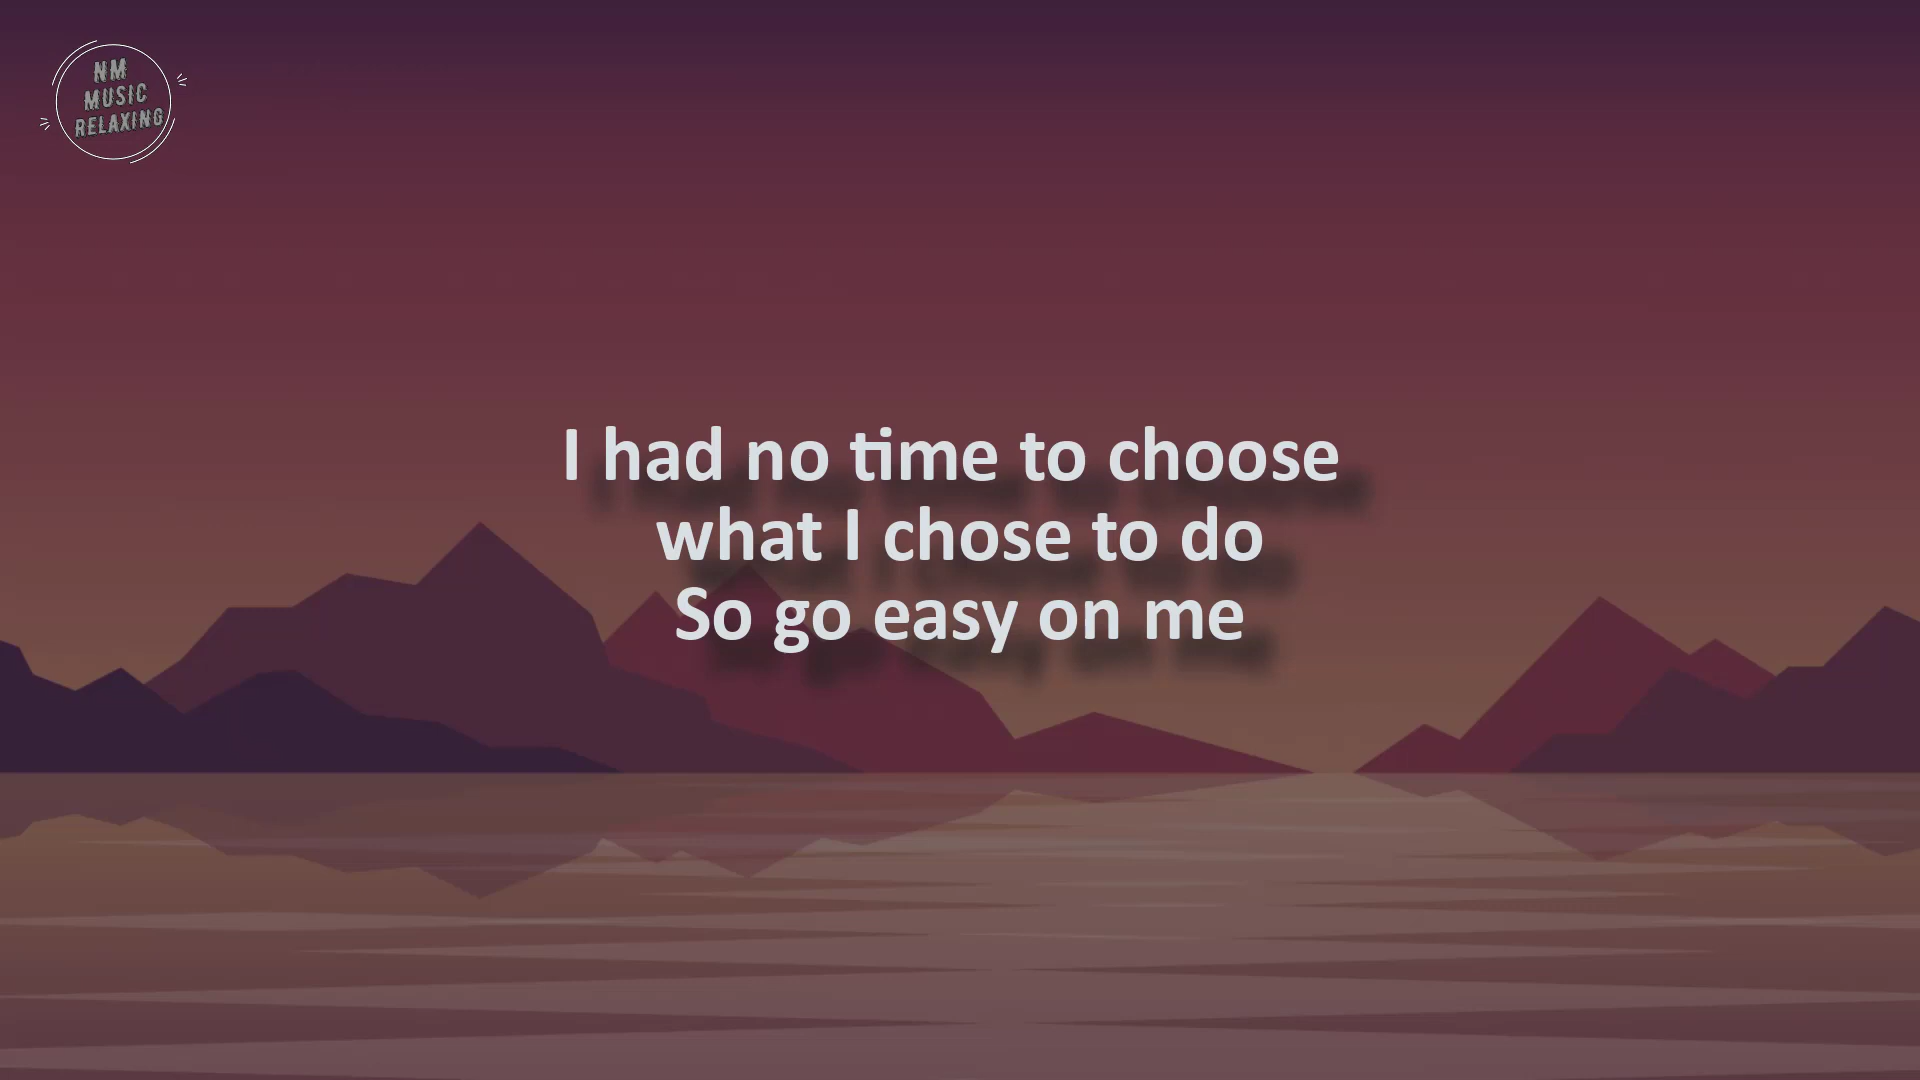 NM
MUSIC
RELAXING
I had no time to choose
what I chose to do
So go easy on me